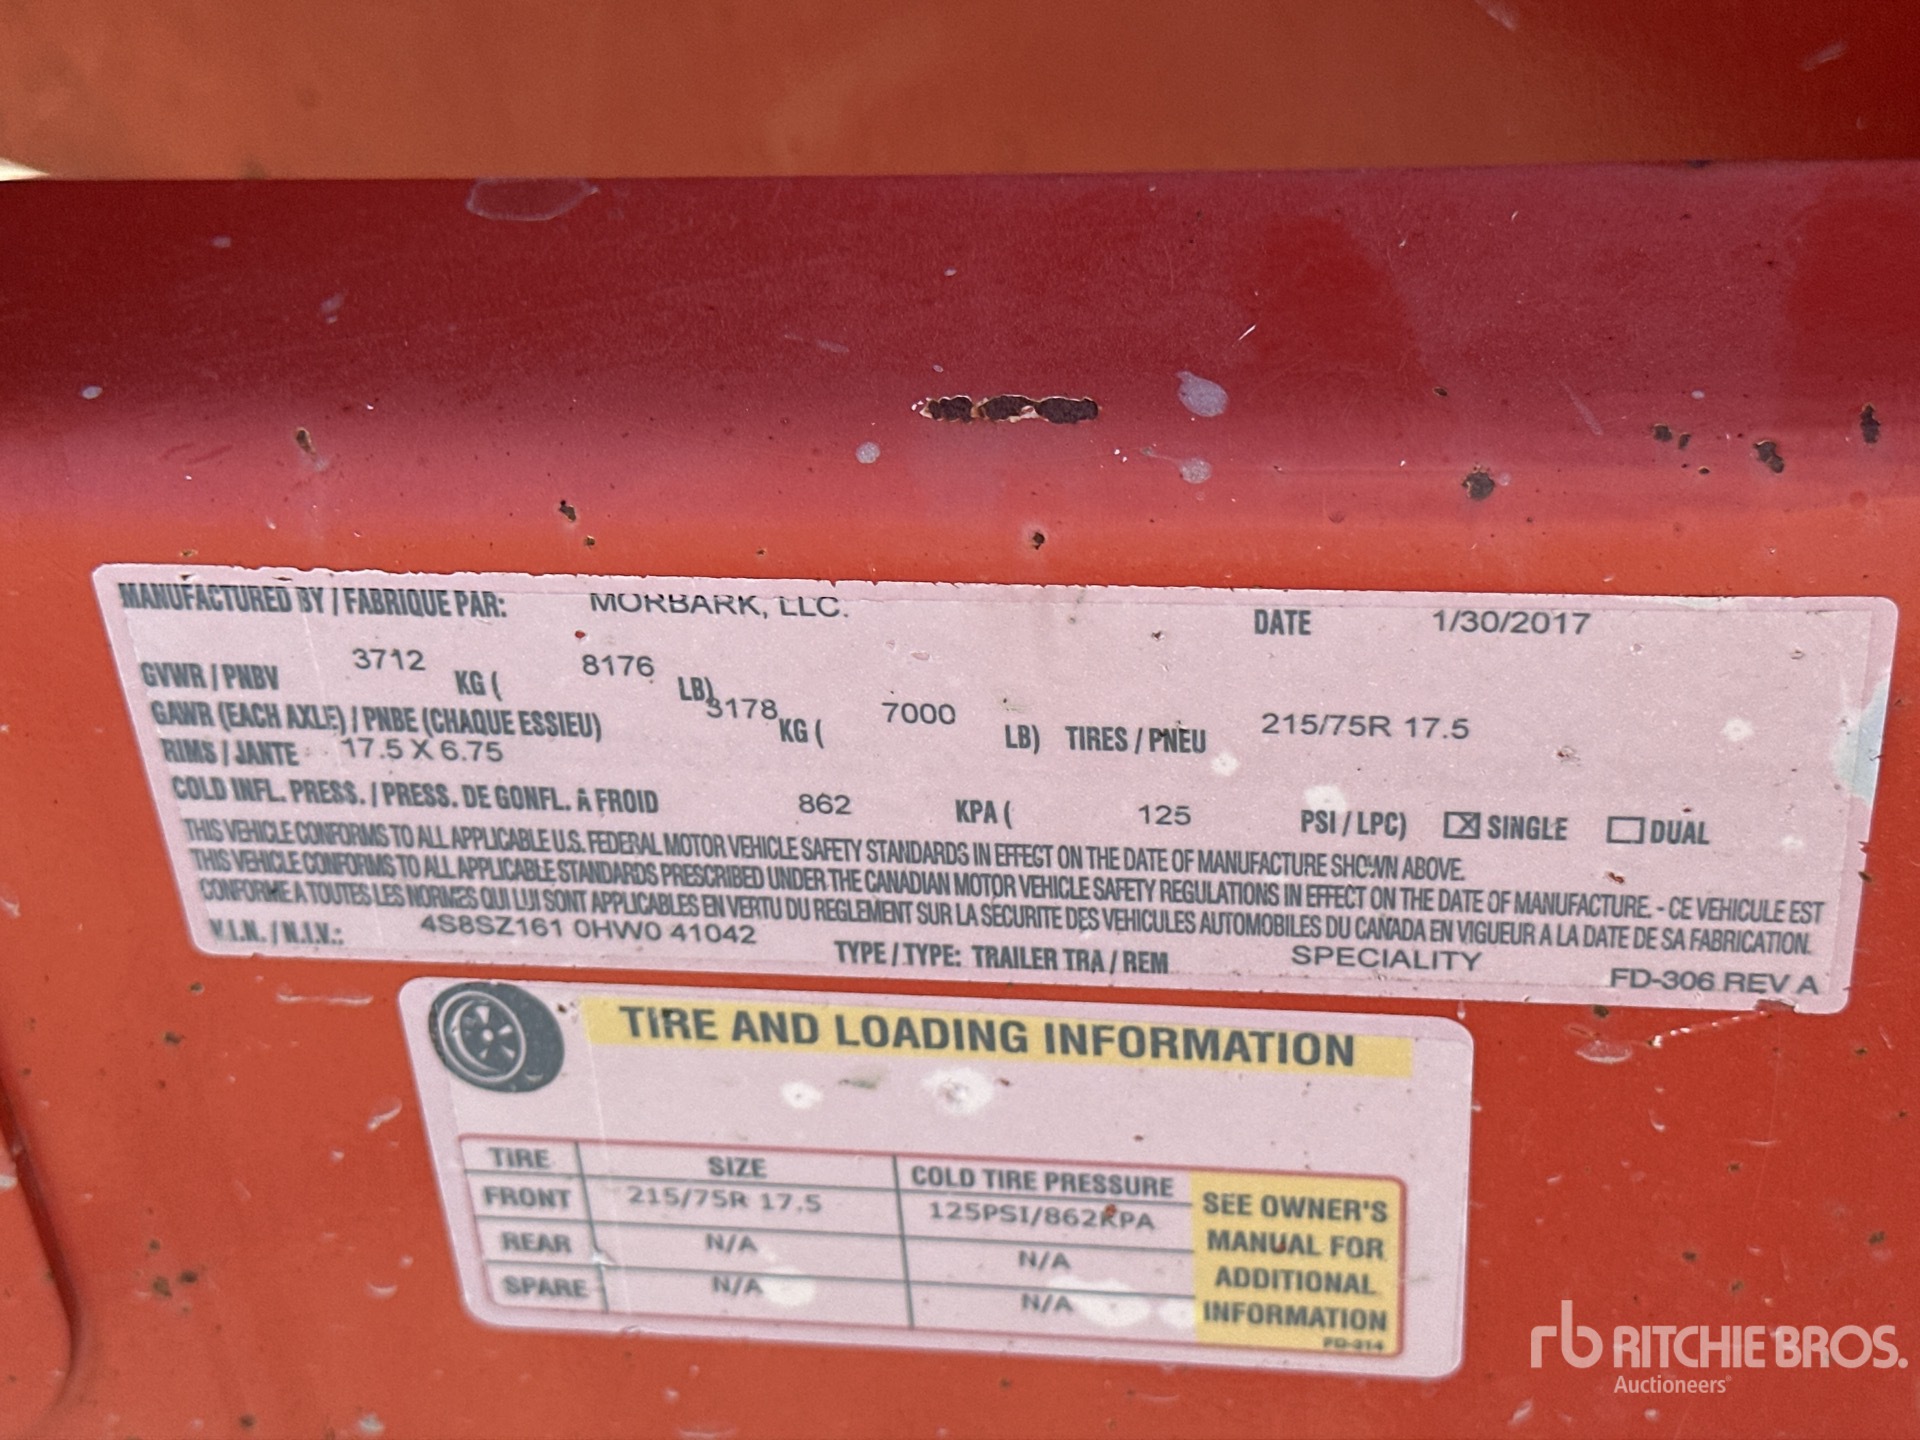 MANUFACTURED BY / FABRIQUE PAR: MORBARK, LLC. DATE 1/30/2017
GVWR / PNBV 3712 KG ( 8176 LB)
GAWR (EACH AXLE) / PNBE (CHAQUE ESSIEU) 3178 KG ( 7000 LB) TIRES / PNEU 215/75R 17.5
RIMS / JANTE 17.5 X 6.75
COLD INFL. PRESS. / PRESS. DE GONFL. A FROID 862 KPA ( 125 PSI / LPC) ☒ SINGLE ☐ DUAL
THIS VEHICLE CONFORMS TO ALL APPLICABLE U.S. FEDERAL MOTOR VEHICLE SAFETY STANDARDS IN EFFECT ON THE DATE OF MANUFACTURE SHOWN ABOVE.
THIS VEHICLE CONFORMS TO ALL APPLICABLE STANDARDS PRESCRIBED UNDER THE CANADIAN MOTOR VEHICLE SAFETY REGULATIONS IN EFFECT ON THE DATE OF MANUFACTURE. - CE VEHICULE EST
CONFORME A TOUTES LES NORMES QUI LUI SONT APPLICABLES EN VERTU DU REGLEMENT SUR LA SECURITE DES VEHICULES AUTOMOBILES DU CANADA EN VIGUEUR A LA DATE DE SA FABRICATION.
V.I.N. / N.I.V.: 4S8SZ161 0HW0 41042 TYPE / TYPE: TRAILER TRA / REM SPECIALITY FD-306 REV A
TIRE AND LOADING INFORMATION
TIRE SIZE COLD TIRE PRESSURE
FRONT 215/75R 17.5 125PSI/862KPA
REAR N/A N/A
SPARE N/A N/A
SEE OWNER'S
MANUAL FOR
ADDITIONAL
INFORMATION
FD-314
rb RITCHIE BROS.
Auctioneers